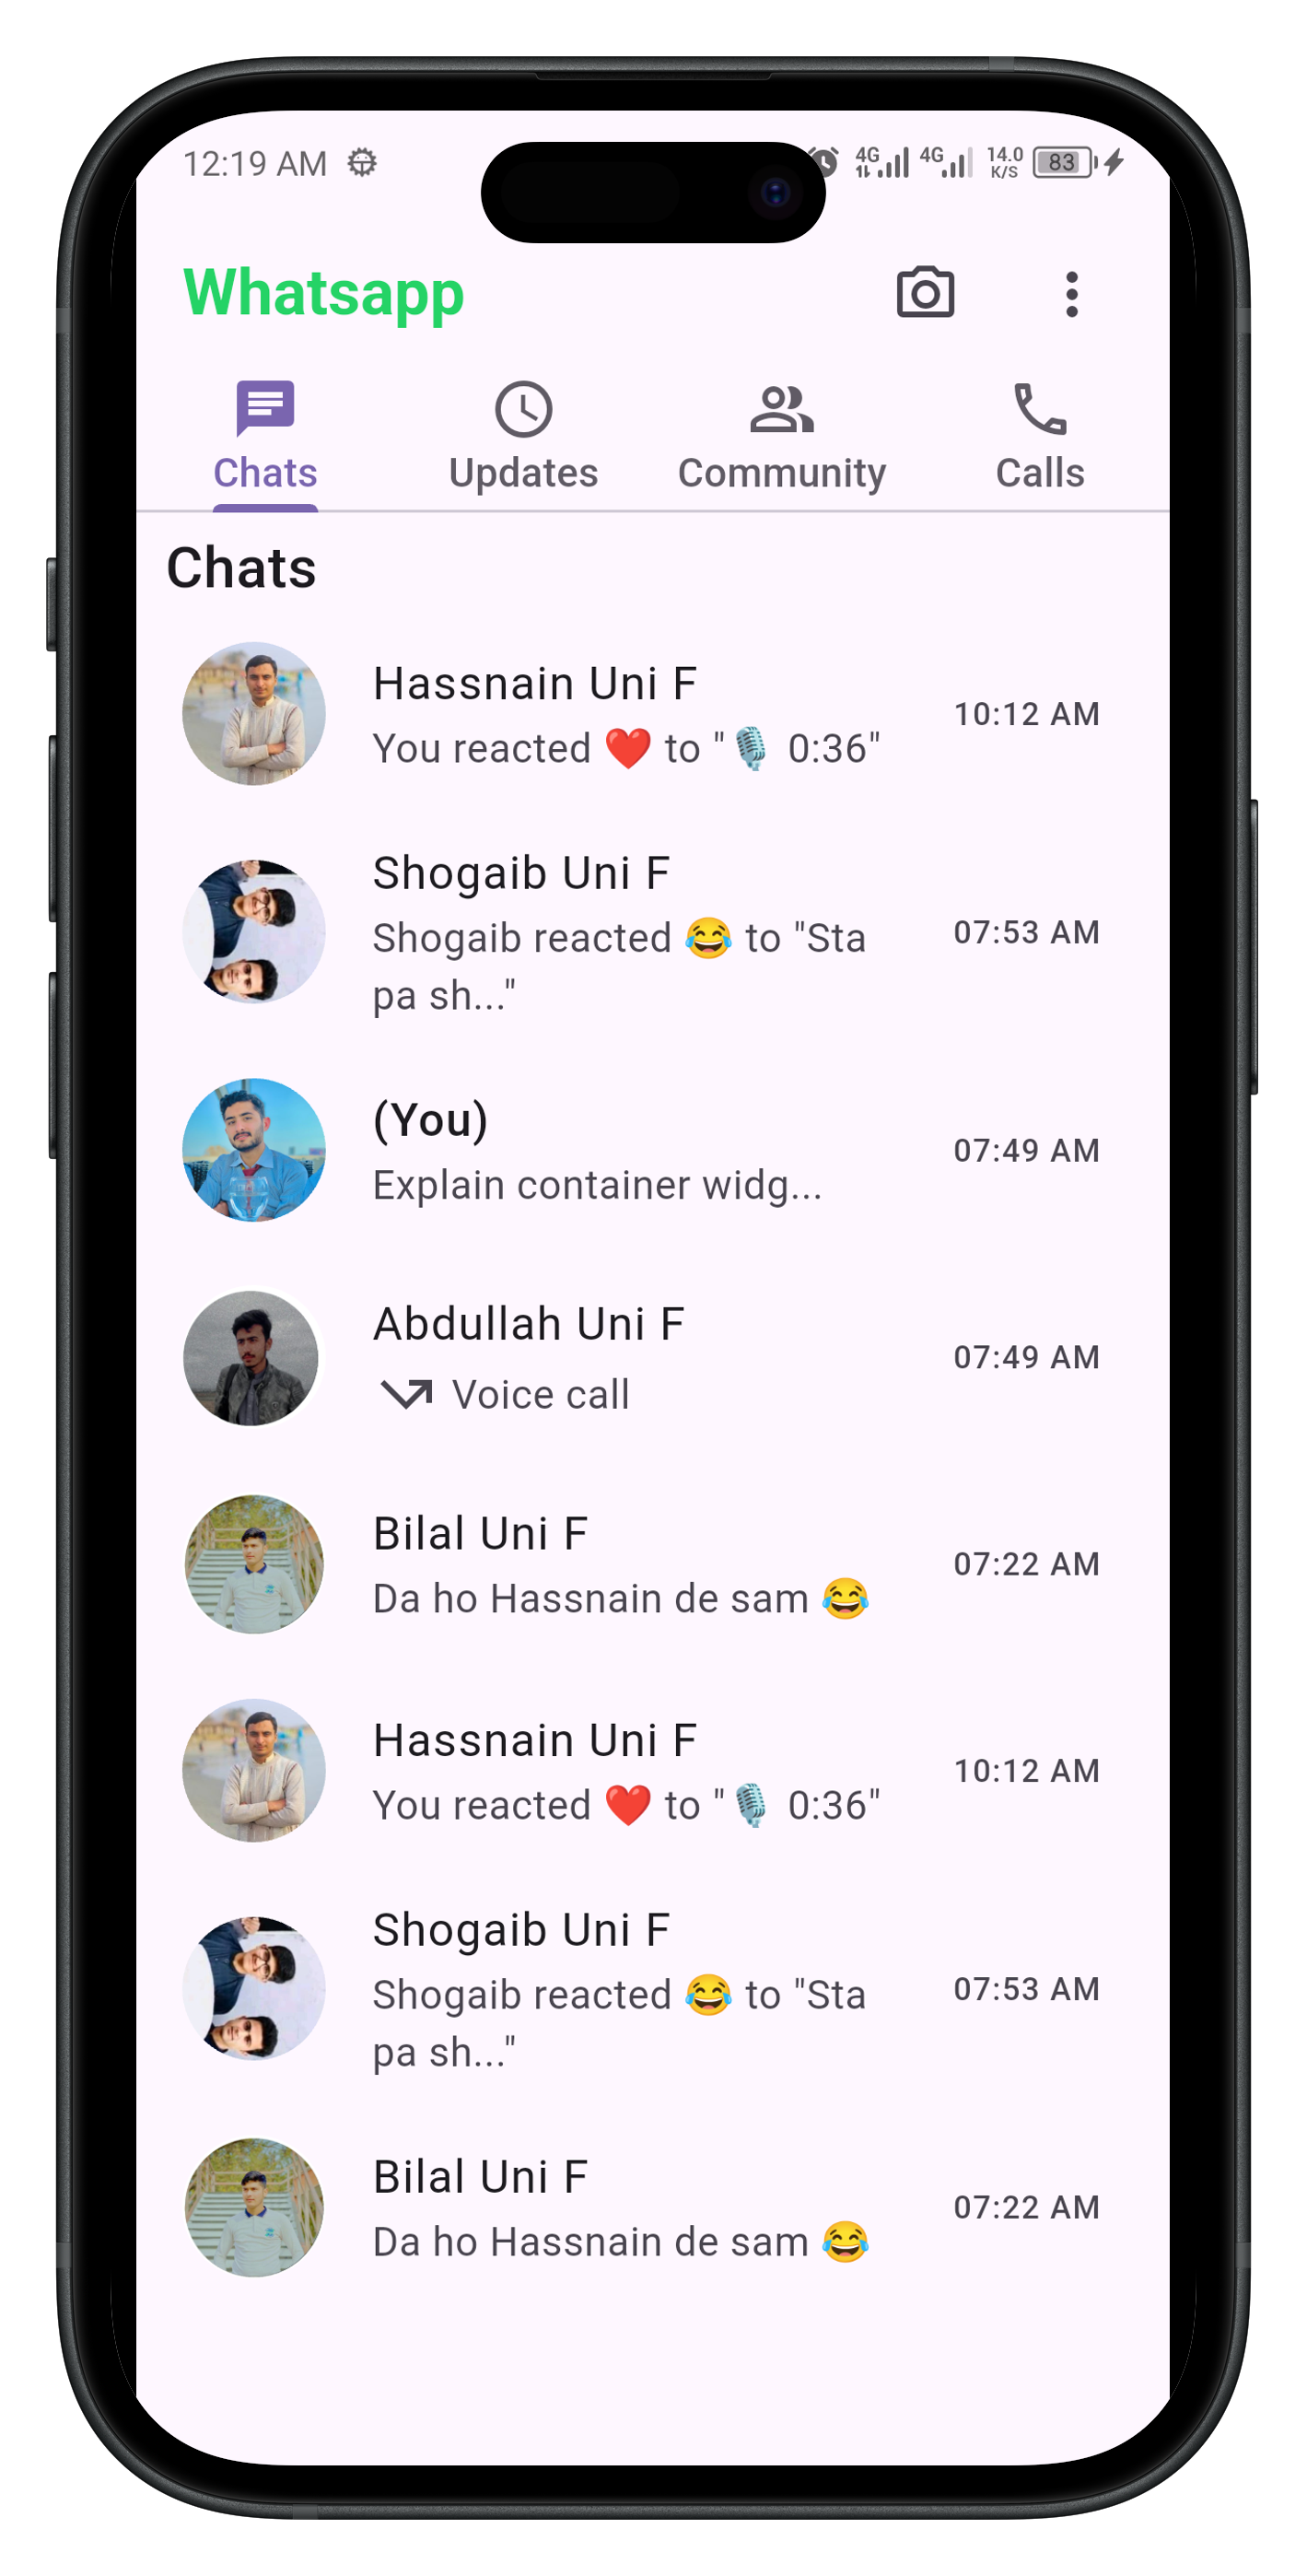 12:19 AM 4G 4G 14.0 K/S 83
Whatsapp
Chats Updates Community Calls
Chats
Hassnain Uni F
You reacted ❤️ to "🎙️ 0:36"
10:12 AM
Shogaib Uni F
Shogaib reacted 😂 to "Sta
pa sh..."
07:53 AM
(You)
Explain container widg...
07:49 AM
Abdullah Uni F
Voice call
07:49 AM
Bilal Uni F
Da ho Hassnain de sam 😂
07:22 AM
Hassnain Uni F
You reacted ❤️ to "🎙️ 0:36"
10:12 AM
Shogaib Uni F
Shogaib reacted 😂 to "Sta
pa sh..."
07:53 AM
Bilal Uni F
Da ho Hassnain de sam 😂
07:22 AM